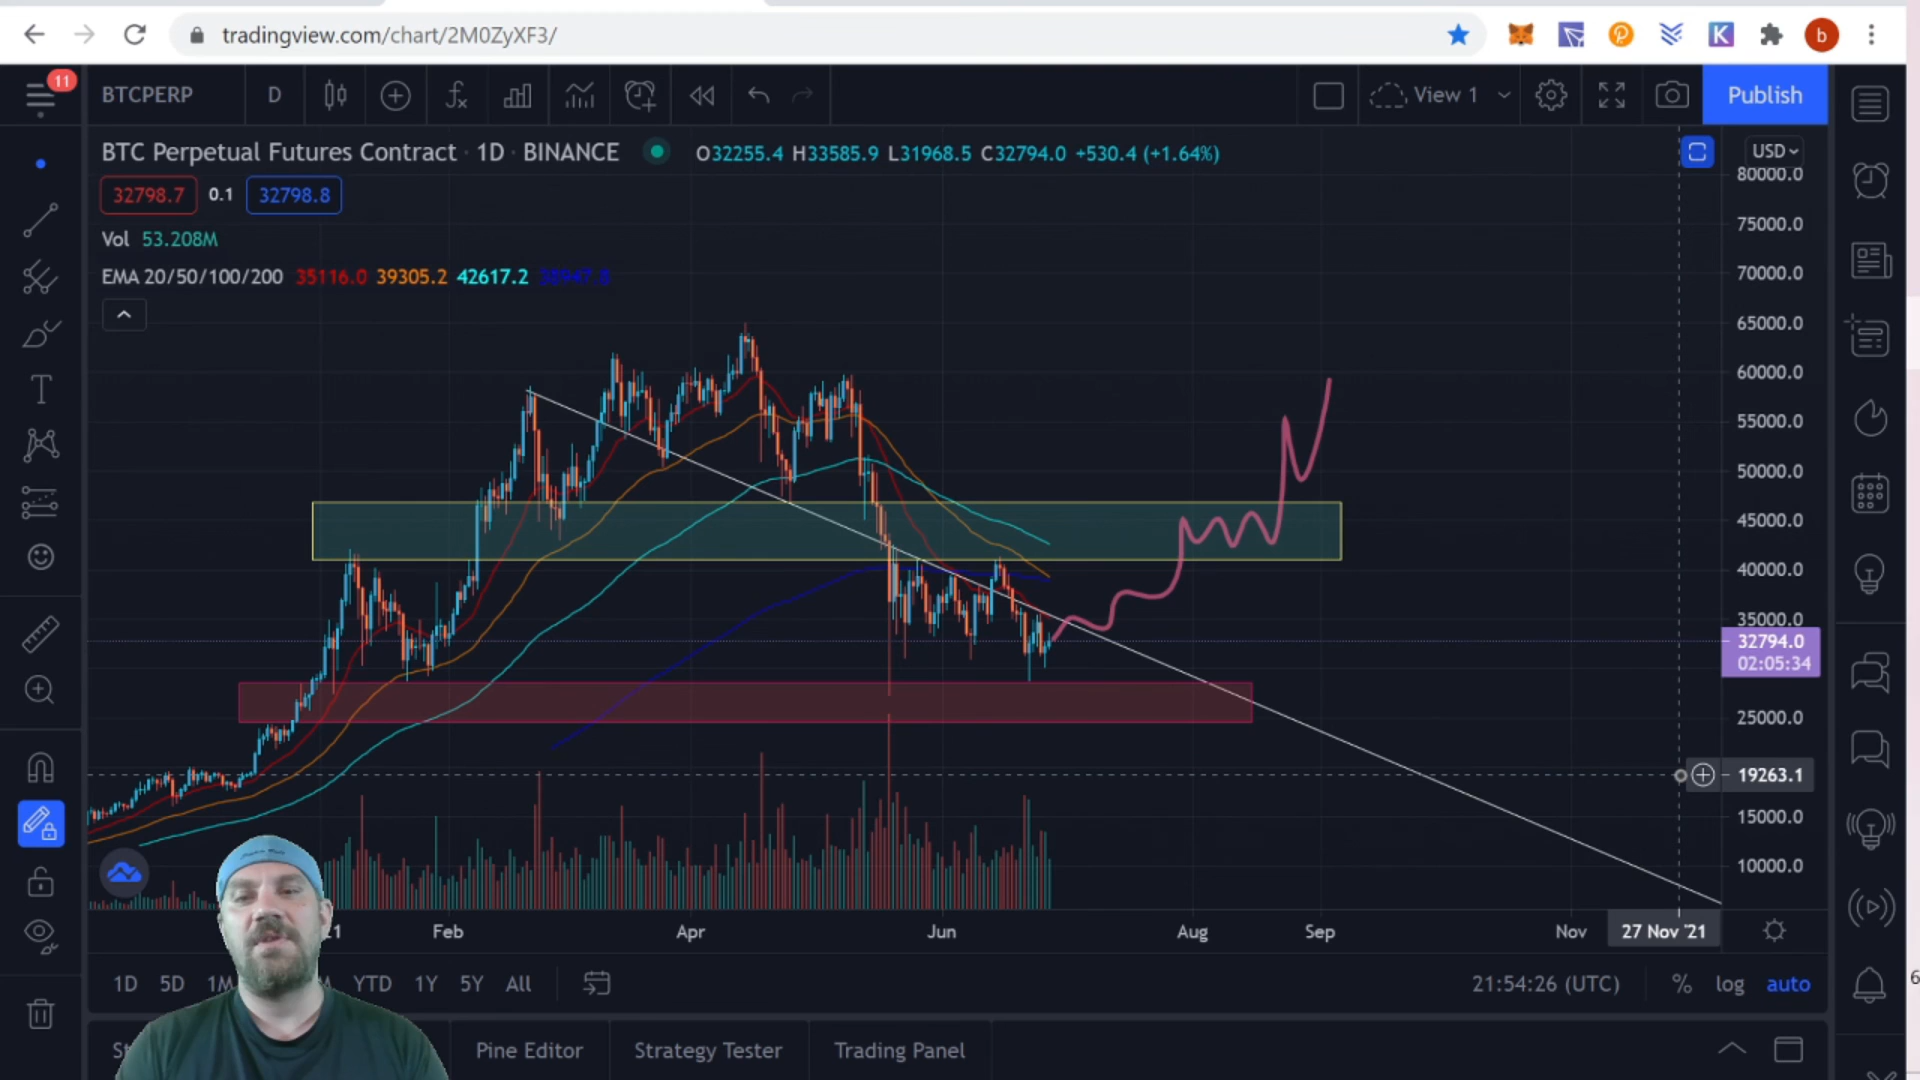 tradingview.com/chart/2M0ZyXF3/
b
11
BTCPERP
D
View 1
Publish
BTC Perpetual Futures Contract · 1D · BINANCE
O32255.4 H33585.9 L31968.5 C32794.0 +530.4 (+1.64%)
USD
32798.7 0.1 32798.8
Vol 53.208M
EMA 20/50/100/200 35116.0 39305.2 42617.2
80000.0
75000.0
70000.0
65000.0
60000.0
55000.0
50000.0
45000.0
40000.0
35000.0
32794.0
02:05:34
25000.0
19263.1
15000.0
10000.0
Feb
Apr
Jun
Aug
Sep
Nov
27 Nov '21
1D 5D 1M YTD 1Y 5Y All
21:54:26 (UTC)
% log auto
Pine Editor
Strategy Tester
Trading Panel